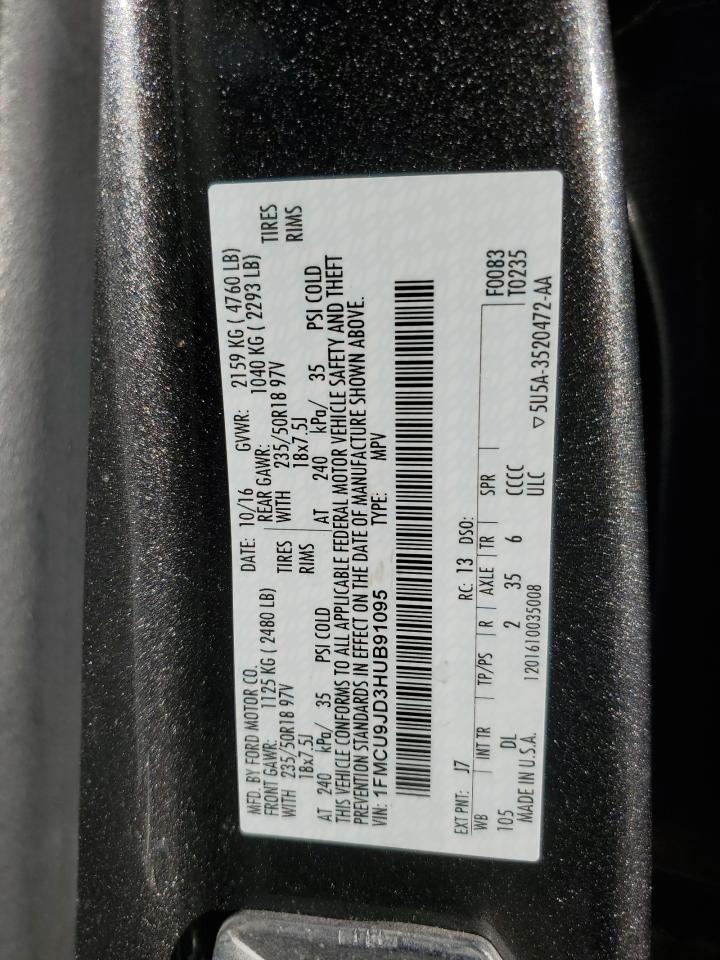 MFD. BY FORD MOTOR CO. DATE: 10/16 GVWR: 2159 KG ( 4760 LB)
FRONT GAWR: 1125 KG ( 2480 LB) REAR GAWR: 1040 KG ( 2293 LB)
WITH 235/50R18 97V TIRES WITH 235/50R18 97V TIRES
18x7.5J RIMS 18x7.5J RIMS
AT 240 kPa/ 35 PSI COLD AT 240 kPa/ 35 PSI COLD
THIS VEHICLE CONFORMS TO ALL APPLICABLE FEDERAL MOTOR VEHICLE SAFETY AND THEFT
PREVENTION STANDARDS IN EFFECT ON THE DATE OF MANUFACTURE SHOWN ABOVE.
VIN: 1FMCU9JD3HUB91095 TYPE: MPV
EXT PNT: J7 RC: 13 DSO:
WB INT TR TP/PS R AXLE TR SPR F0083
105 DL 2 35 6 CCCC T0235
MADE IN U.S.A. 1201610035008 UILC ▽5U5A-3520472-AA